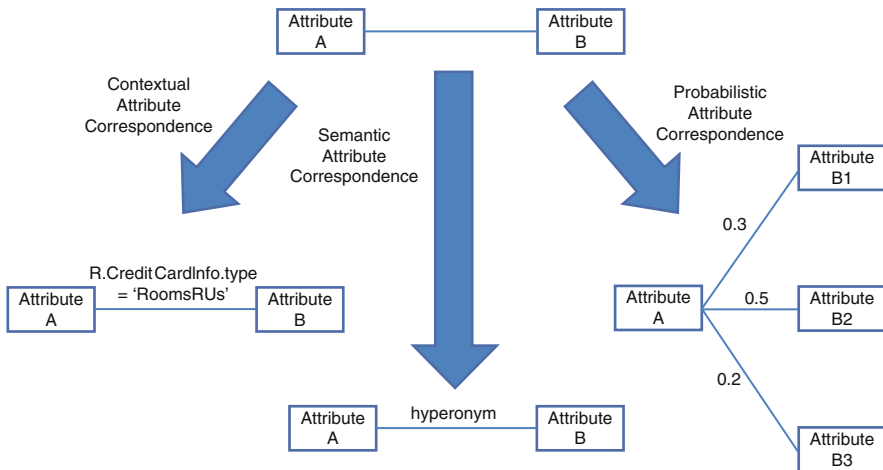 Attribute
A
Attribute
B
Contextual
Attribute
Correspondence
Semantic
Attribute
Correspondence
Probabilistic
Attribute
Correspondence
R.CreditCardInfo.type
= ‘RoomsRUs’
Attribute
A
Attribute
B
hyperonym
Attribute
A
Attribute
B
Attribute
A
0.3
0.5
0.2
Attribute
B1
Attribute
B2
Attribute
B3